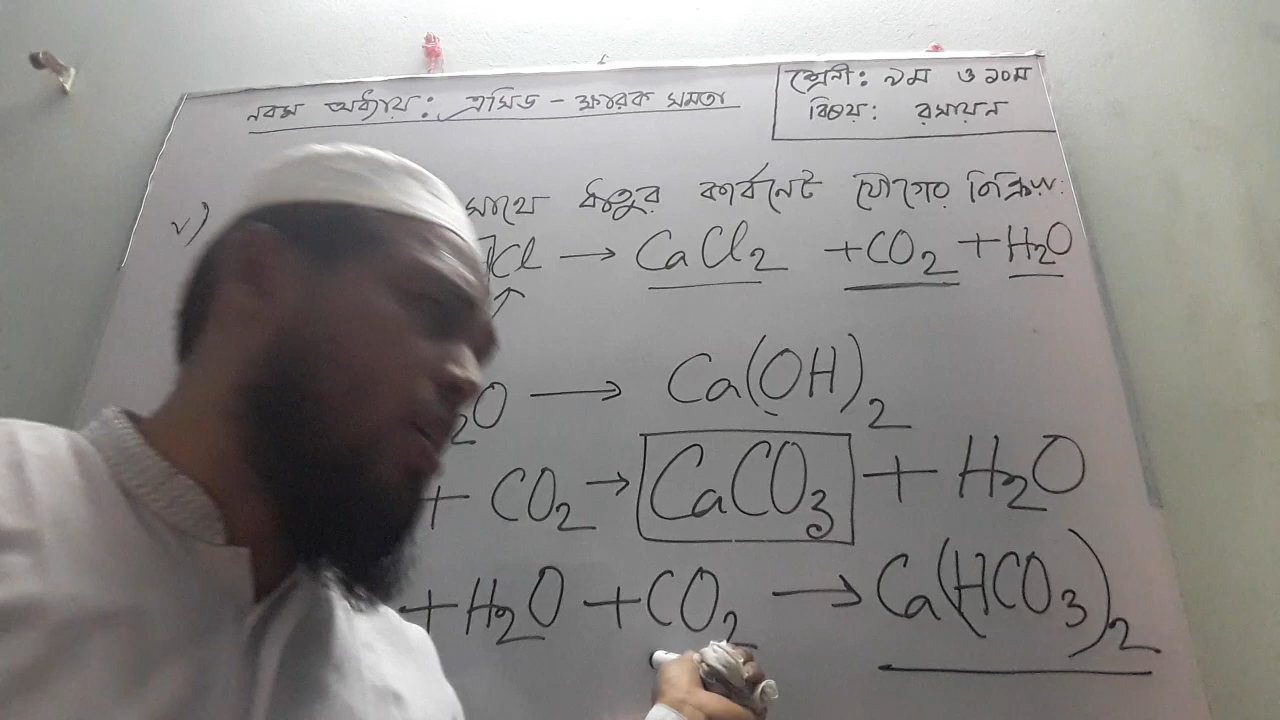 নবম অধ্যায়: এসিড - ক্ষারক সমতা
শ্রেনী: ৯ম ও ১০ম
বিষয়: রসায়ন
সাথে ধাতুর কার্বনেট যৌগের বিক্রিয়া:
Cl → CaCl₂ + CO₂ + H₂O
₂O → Ca(OH)₂
+ CO₂ → CaCO₃ + H₂O
+ H₂O + CO₂ → Ca(HCO₃)₂